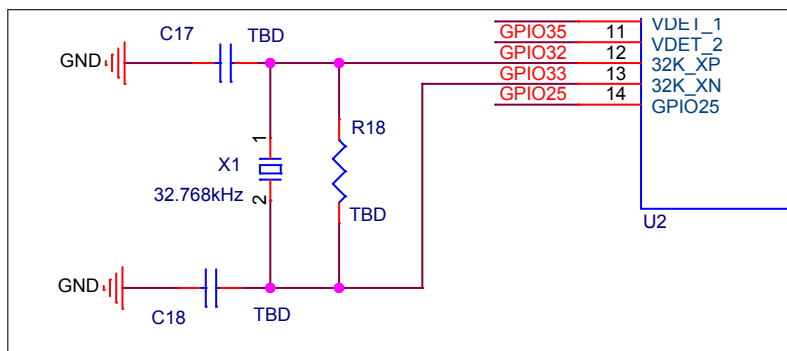 C17
TBD
GND
VDET_1
GPIO35
11
VDET_2
GPIO32
12
32K_XP
GPIO33
13
32K_XN
GPIO25
14
GPIO25
1
R18
X1
32.768kHz
2
TBD
U2
GND
C18
TBD